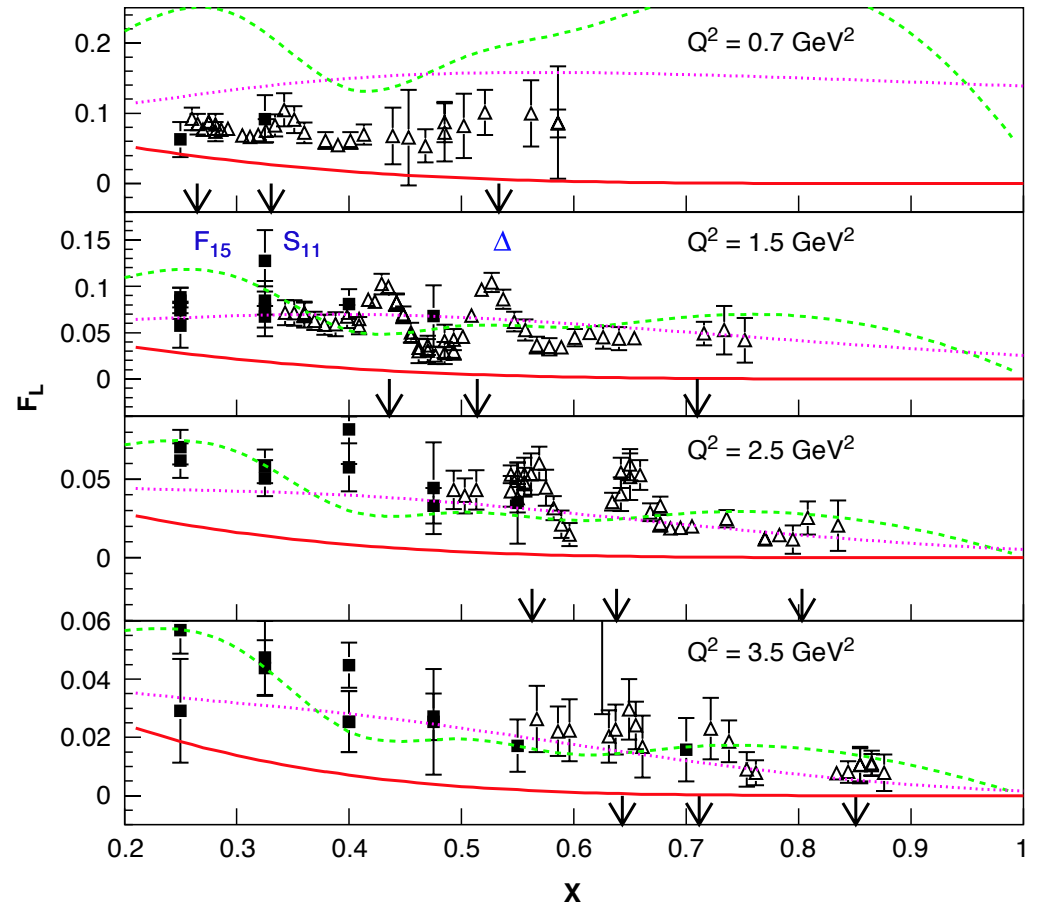 Q² = 0.7 GeV²
0.2
0.1
0
F₁₅ S₁₁ Δ
Q² = 1.5 GeV²
0.15
0.1
0.05
0
F_L
Q² = 2.5 GeV²
0.05
0
Q² = 3.5 GeV²
0.06
0.04
0.02
0
0.2 0.3 0.4 0.5 0.6 0.7 0.8 0.9 1
X